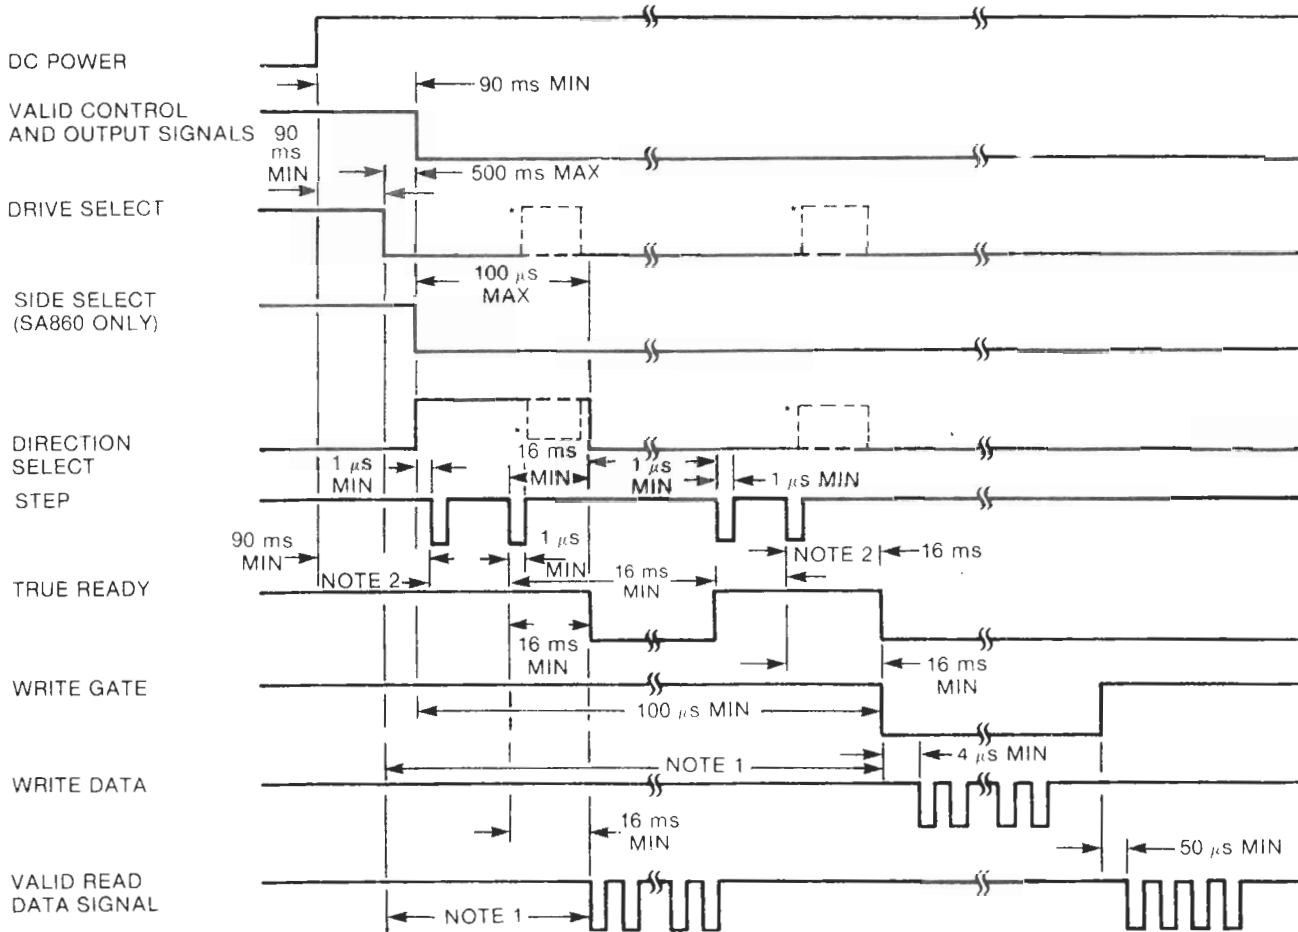 DC POWER
90 ms MIN
VALID CONTROL
AND OUTPUT SIGNALS
90
ms
MIN
500 ms MAX
DRIVE SELECT
*
*
100 μs
MAX
SIDE SELECT
(SA860 ONLY)
*
*
DIRECTION
SELECT
1 μs
MIN
16 ms
MIN
1 μs
MIN
1 μs MIN
STEP
90 ms
MIN
1 μs
MIN
NOTE 2
16 ms
NOTE 2
16 ms
MIN
TRUE READY
16 ms
MIN
16 ms
MIN
WRITE GATE
100 μs MIN
4 μs MIN
NOTE 1
WRITE DATA
16 ms
MIN
50 μs MIN
VALID READ
DATA SIGNAL
NOTE 1